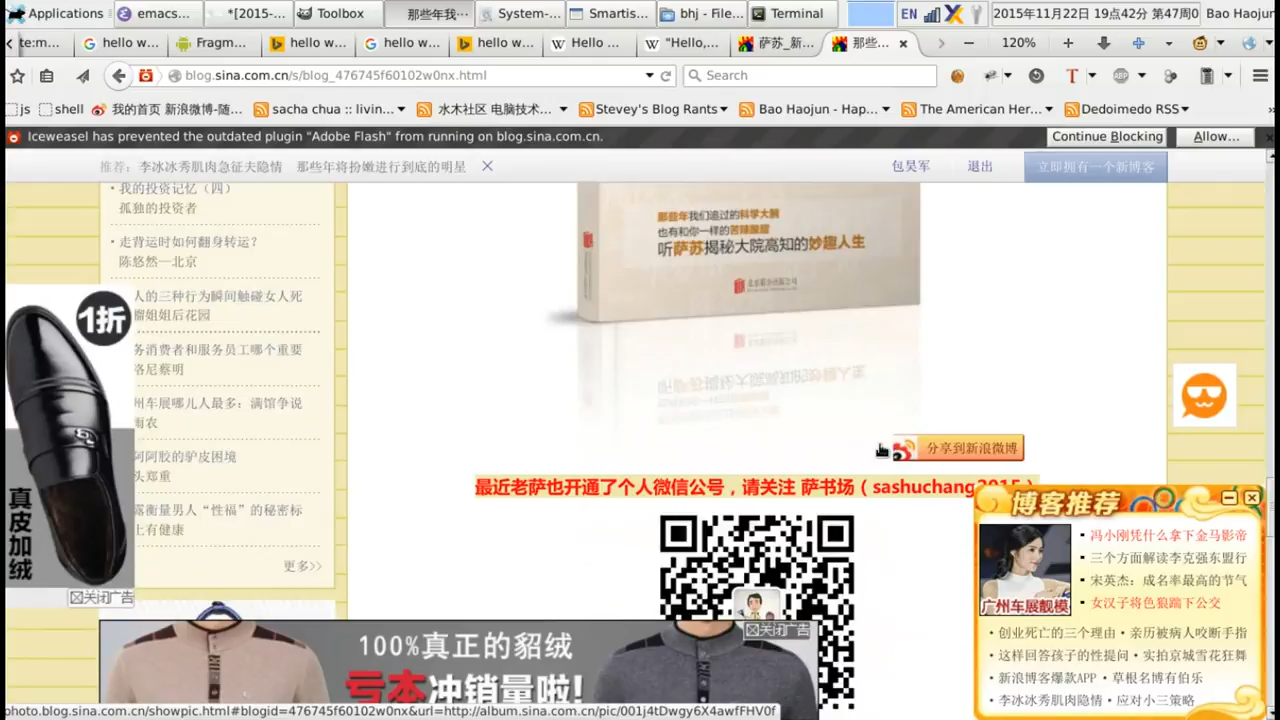 Applications
emacs...
*[2015-...
Toolbox
那些年我...
System-...
Smartis...
bhj - File...
Terminal
EN
2015年11月22日 19点42分 第47周0
Bao Haojun
te:m...
hello w...
Fragm...
hello w...
hello w...
hello w...
Hello ...
"Hello,...
萨苏_新...
那些...
120%
blog.sina.com.cn/s/blog_476745f60102w0nx.html
Search
js
shell
我的首页 新浪微博-随...
sacha chua :: livin...
水木社区 电脑技术...
Stevey's Blog Rants
Bao Haojun - Hap...
The American Her...
Dedoimedo RSS
Iceweasel has prevented the outdated plugin "Adobe Flash" from running on blog.sina.com.cn.
Continue Blocking
Allow...
推荐：李冰冰秀肌肉急征夫隐情 那些年将扮嫩进行到底的明星
包昊军
退出
立即拥有一个新博客
我的投资记忆（四）
孤独的投资者
走背运时如何翻身转运?
陈悠然—北京
人的三种行为瞬间触碰女人死
榴姐姐后花园
务消费者和服务员工哪个重要
洛尼蔡明
州车展哪儿人最多：满馆争说
雨农
阿胶的驴皮困境
头郑重
露衡量男人“性福”的秘密标
上有健康
更多>>
1折
真皮加绒
关闭广告
那些年我们追过的科学大腕
也有和你一样的苦辣酸甜
听萨苏揭秘大院高知的妙趣人生
分享到新浪微博
最近老萨也开通了个人微信公号，请关注 萨书场（sashuchang2015）
100%真正的貂绒
亏本冲销量啦!
关闭广告
博客推荐
广州车展靓模
冯小刚凭什么拿下金马影帝
三个方面解读李克强东盟行
宋英杰：成名率最高的节气
女汉子将色狼踹下公交
创业死亡的三个理由 · 亲历被病人咬断手指
这样回答孩子的性提问 · 实拍京城雪花狂舞
新浪博客爆款APP · 草根名博有伯乐
李冰冰秀肌肉隐情 · 应对小三策略
photo.blog.sina.com.cn/showpic.html#blogid=476745f60102w0nx&url=http://album.sina.com.cn/pic/001j4tDwgy6X4awfFHV0f